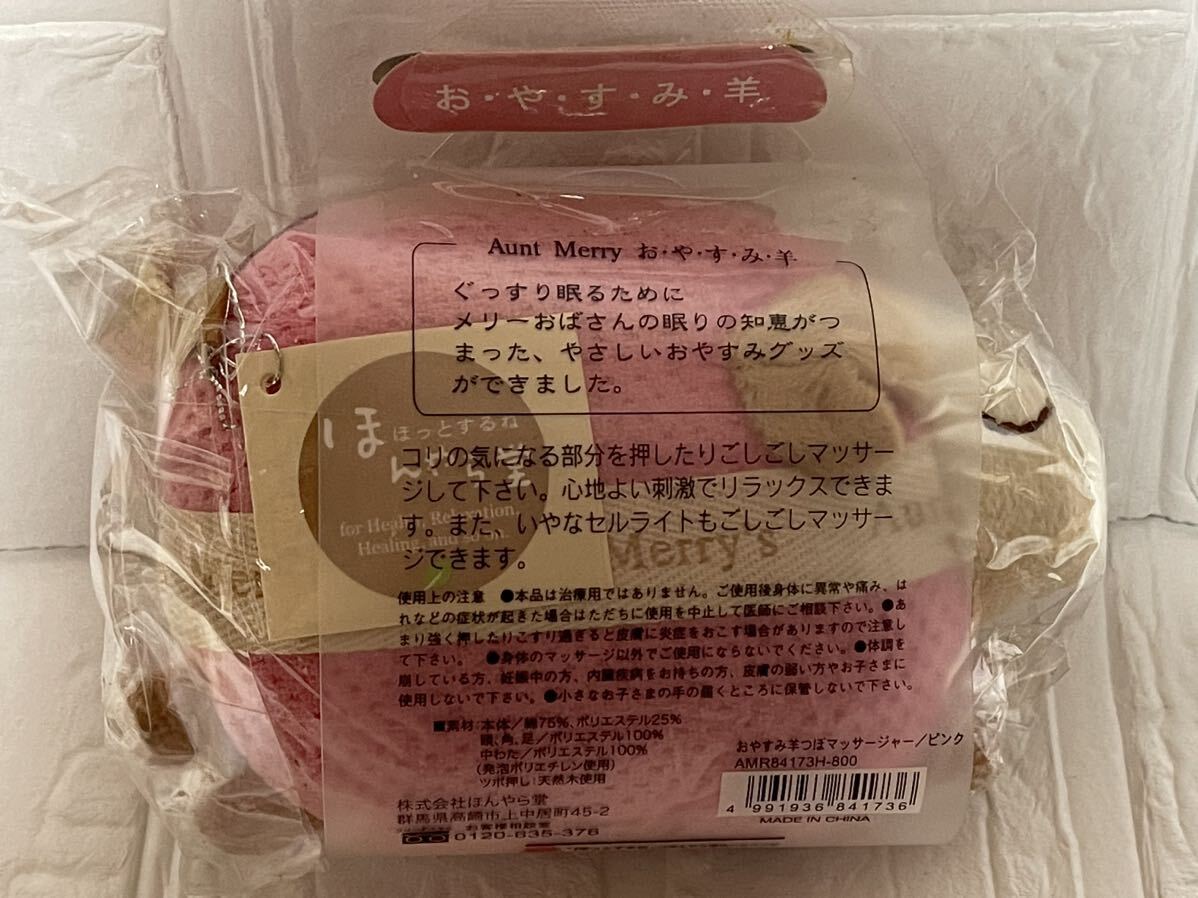 お・や・す・み・羊
Aunt Merry お・や・す・み・羊
ぐっすり眠るために
メリーおばさんの眠りの知恵がつ
まった、やさしいおやすみグッズ
ができました。
ほ ほっとするね
んやら堂
for Health, Relaxation,
Healing, and so on.
コリの気になる部分を押したりごしごしマッサー
ジして下さい。心地よい刺激でリラックスできま
す。また、いやなセルライトもごしごしマッサー
ジできます。
Merry's
使用上の注意 ●本品は治療用ではありません。ご使用後身体に異常や痛み、は
れなどの症状が起きた場合はただちに使用を中止して医師にご相談下さい。●あ
まり強く押したりこすり過ぎると皮膚に炎症をおこす場合がありますので注意し
て下さい。 ●身体のマッサージ以外でご使用にならないでください。●体調を
崩している方、妊娠中の方、内臓疾病をお持ちの方、皮膚の弱い方やお子さまに
使用しないで下さい。●小さなお子さまの手の届くところに保管しないで下さい。
■素材:本体/綿75%、ポリエステル25%
頭、角、足/ポリエステル100%
中わた/ポリエステル100%
(発泡ポリエチレン使用)
ツボ押し:天然木使用
株式会社ほんやら堂
群馬県高崎市上中居町45-2
お客様相談室
0120-635-376
おやすみ羊つぼマッサージャー/ピンク
AMR84173H-800
4 991936 841736
MADE IN CHINA